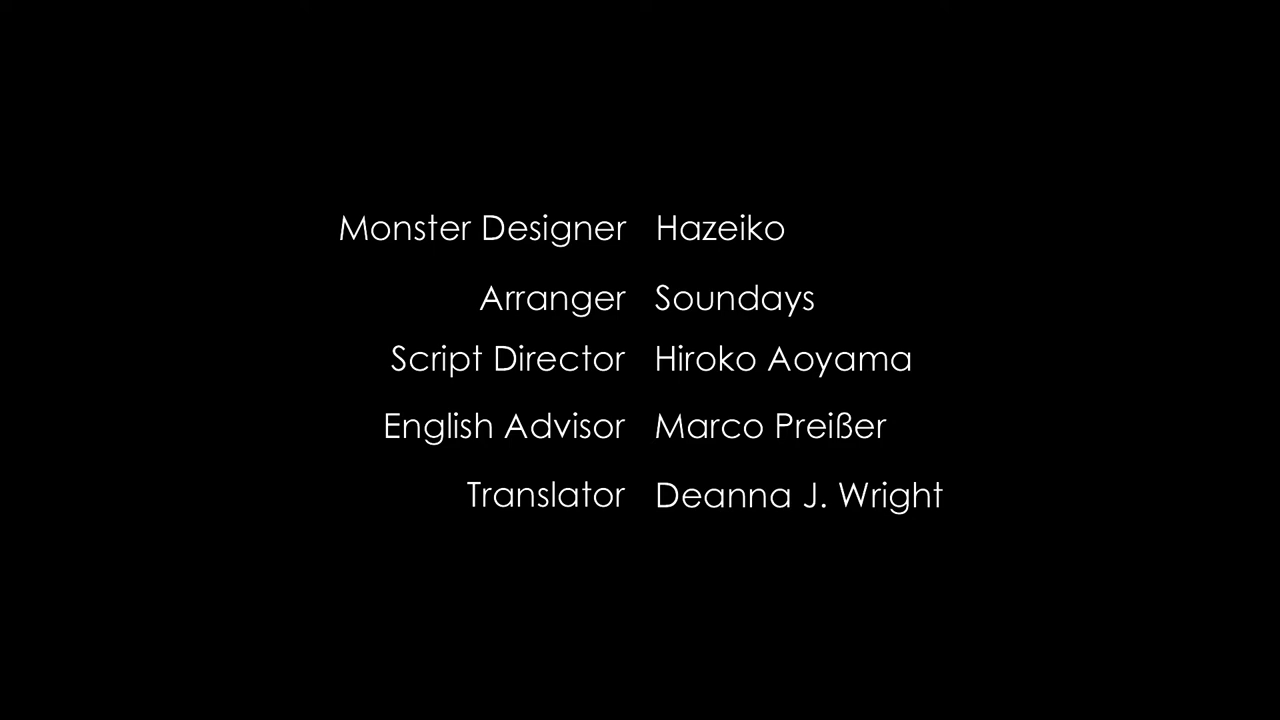 Monster Designer Hazeiko
Arranger Soundays
Script Director Hiroko Aoyama
English Advisor Marco Preißer
Translator Deanna J. Wright